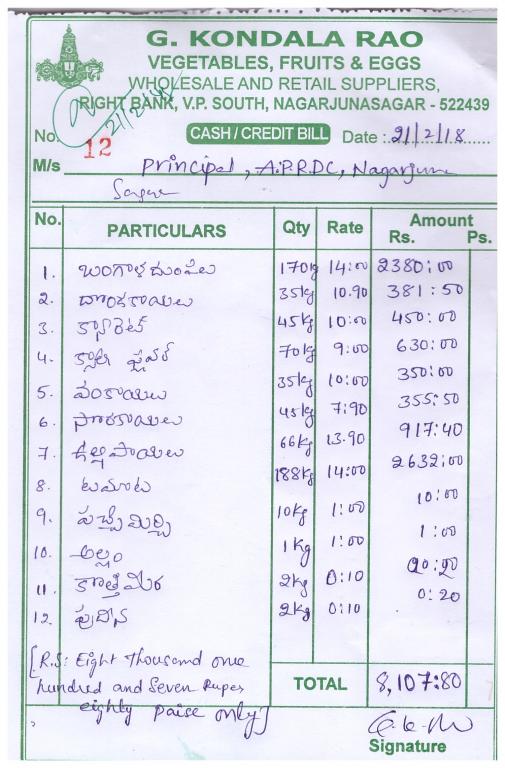 G. KONDALA RAO
VEGETABLES, FRUITS & EGGS
WHOLESALE AND RETAIL SUPPLIERS,
RIGHT BANK, V.P. SOUTH, NAGARJUNASAGAR - 522439
21/2/18
No. 12 CASH / CREDIT BILL Date : 21/2/18
M/s Principal, A.P.R.D.C, Nagarjuna
Sagar
No. PARTICULARS Qty Rate Amount
Rs. Ps.
1. బంగాళదుంపలు 170kg 14:00 2380:00
2. దొండకాయలు 35kg 10.90 381:50
3. క్యారెట్ 45kg 10:00 450:00
4. క్యాలీ ఫ్లవర్ 70kg 9:00 630:00
5. వంకాయలు 35kg 10:00 350:00
6. సొరకాయలు 45kg 7:90 355:50
7. ఉల్లిపాయలు 66kg 13.90 917:40
8. టమాట 188kg 14:00 2632:00
9. పచ్చిమిర్చి 10kg 1:00 10:00
10. అల్లం 1kg 1:00 1:00
11. కొత్తిమీర 2kg 0:10
12. పుదీన 2kg 0:10 0:20
[R.S: Eight Thousand one
hundred and Seven Rupes
eighty paise only]
TOTAL 8,107:80
Signature